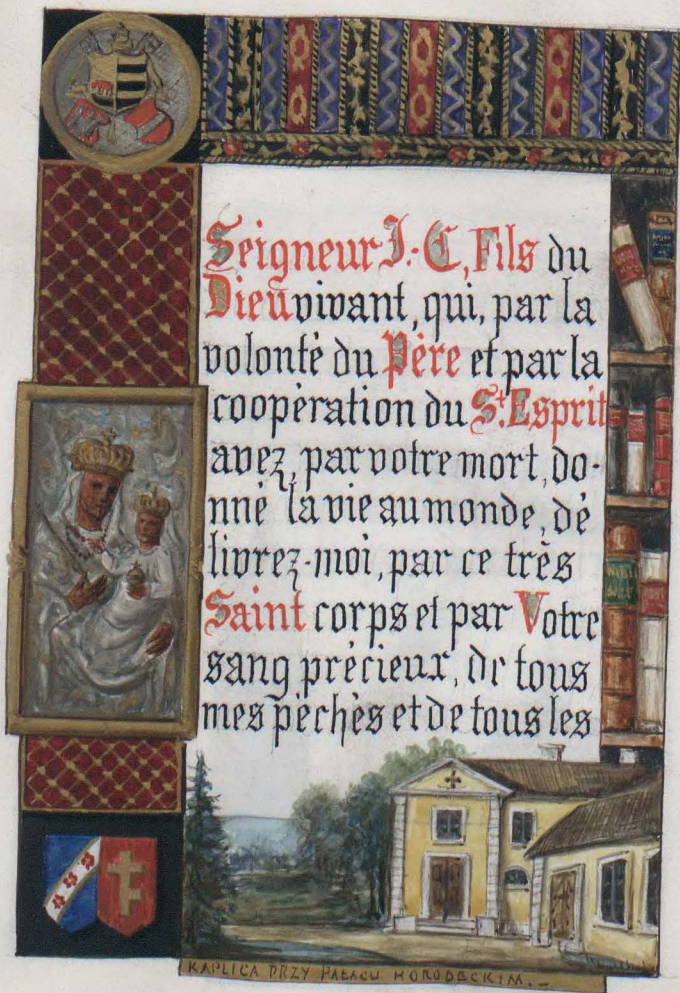 Seigneur J.-C, Fils du
Dieu vivant, qui, par la
volonté du Père et par la
coopération du St. Esprit
avez, par votre mort, do-
nné la vie au monde, dé
livrez-moi, par ce très
Saint corps et par Votre
sang précieux, de tous
mes pèchès et de tous les
KAPLICA PRZY PAŁACU HORODECKIM.-